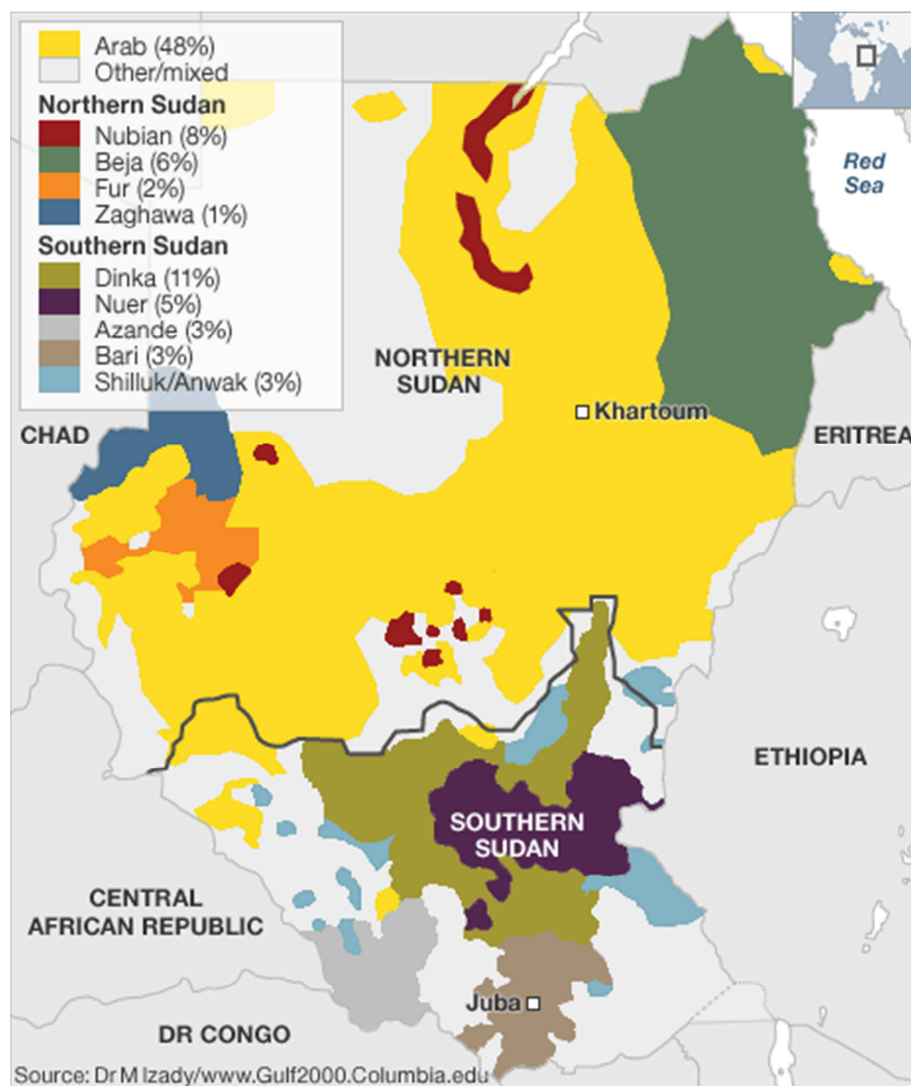 Arab (48%)
Other/mixed
Northern Sudan
Nubian (8%)
Beja (6%)
Fur (2%)
Zaghawa (1%)
Southern Sudan
Dinka (11%)
Nuer (5%)
Azande (3%)
Bari (3%)
Shilluk/Anwak (3%)
Red
Sea
NORTHERN
SUDAN
Khartoum
CHAD
ERITREA
ETHIOPIA
SOUTHERN
SUDAN
CENTRAL
AFRICAN REPUBLIC
Juba
DR CONGO
Source: Dr M Izady/www.Gulf2000.Columbia.edu